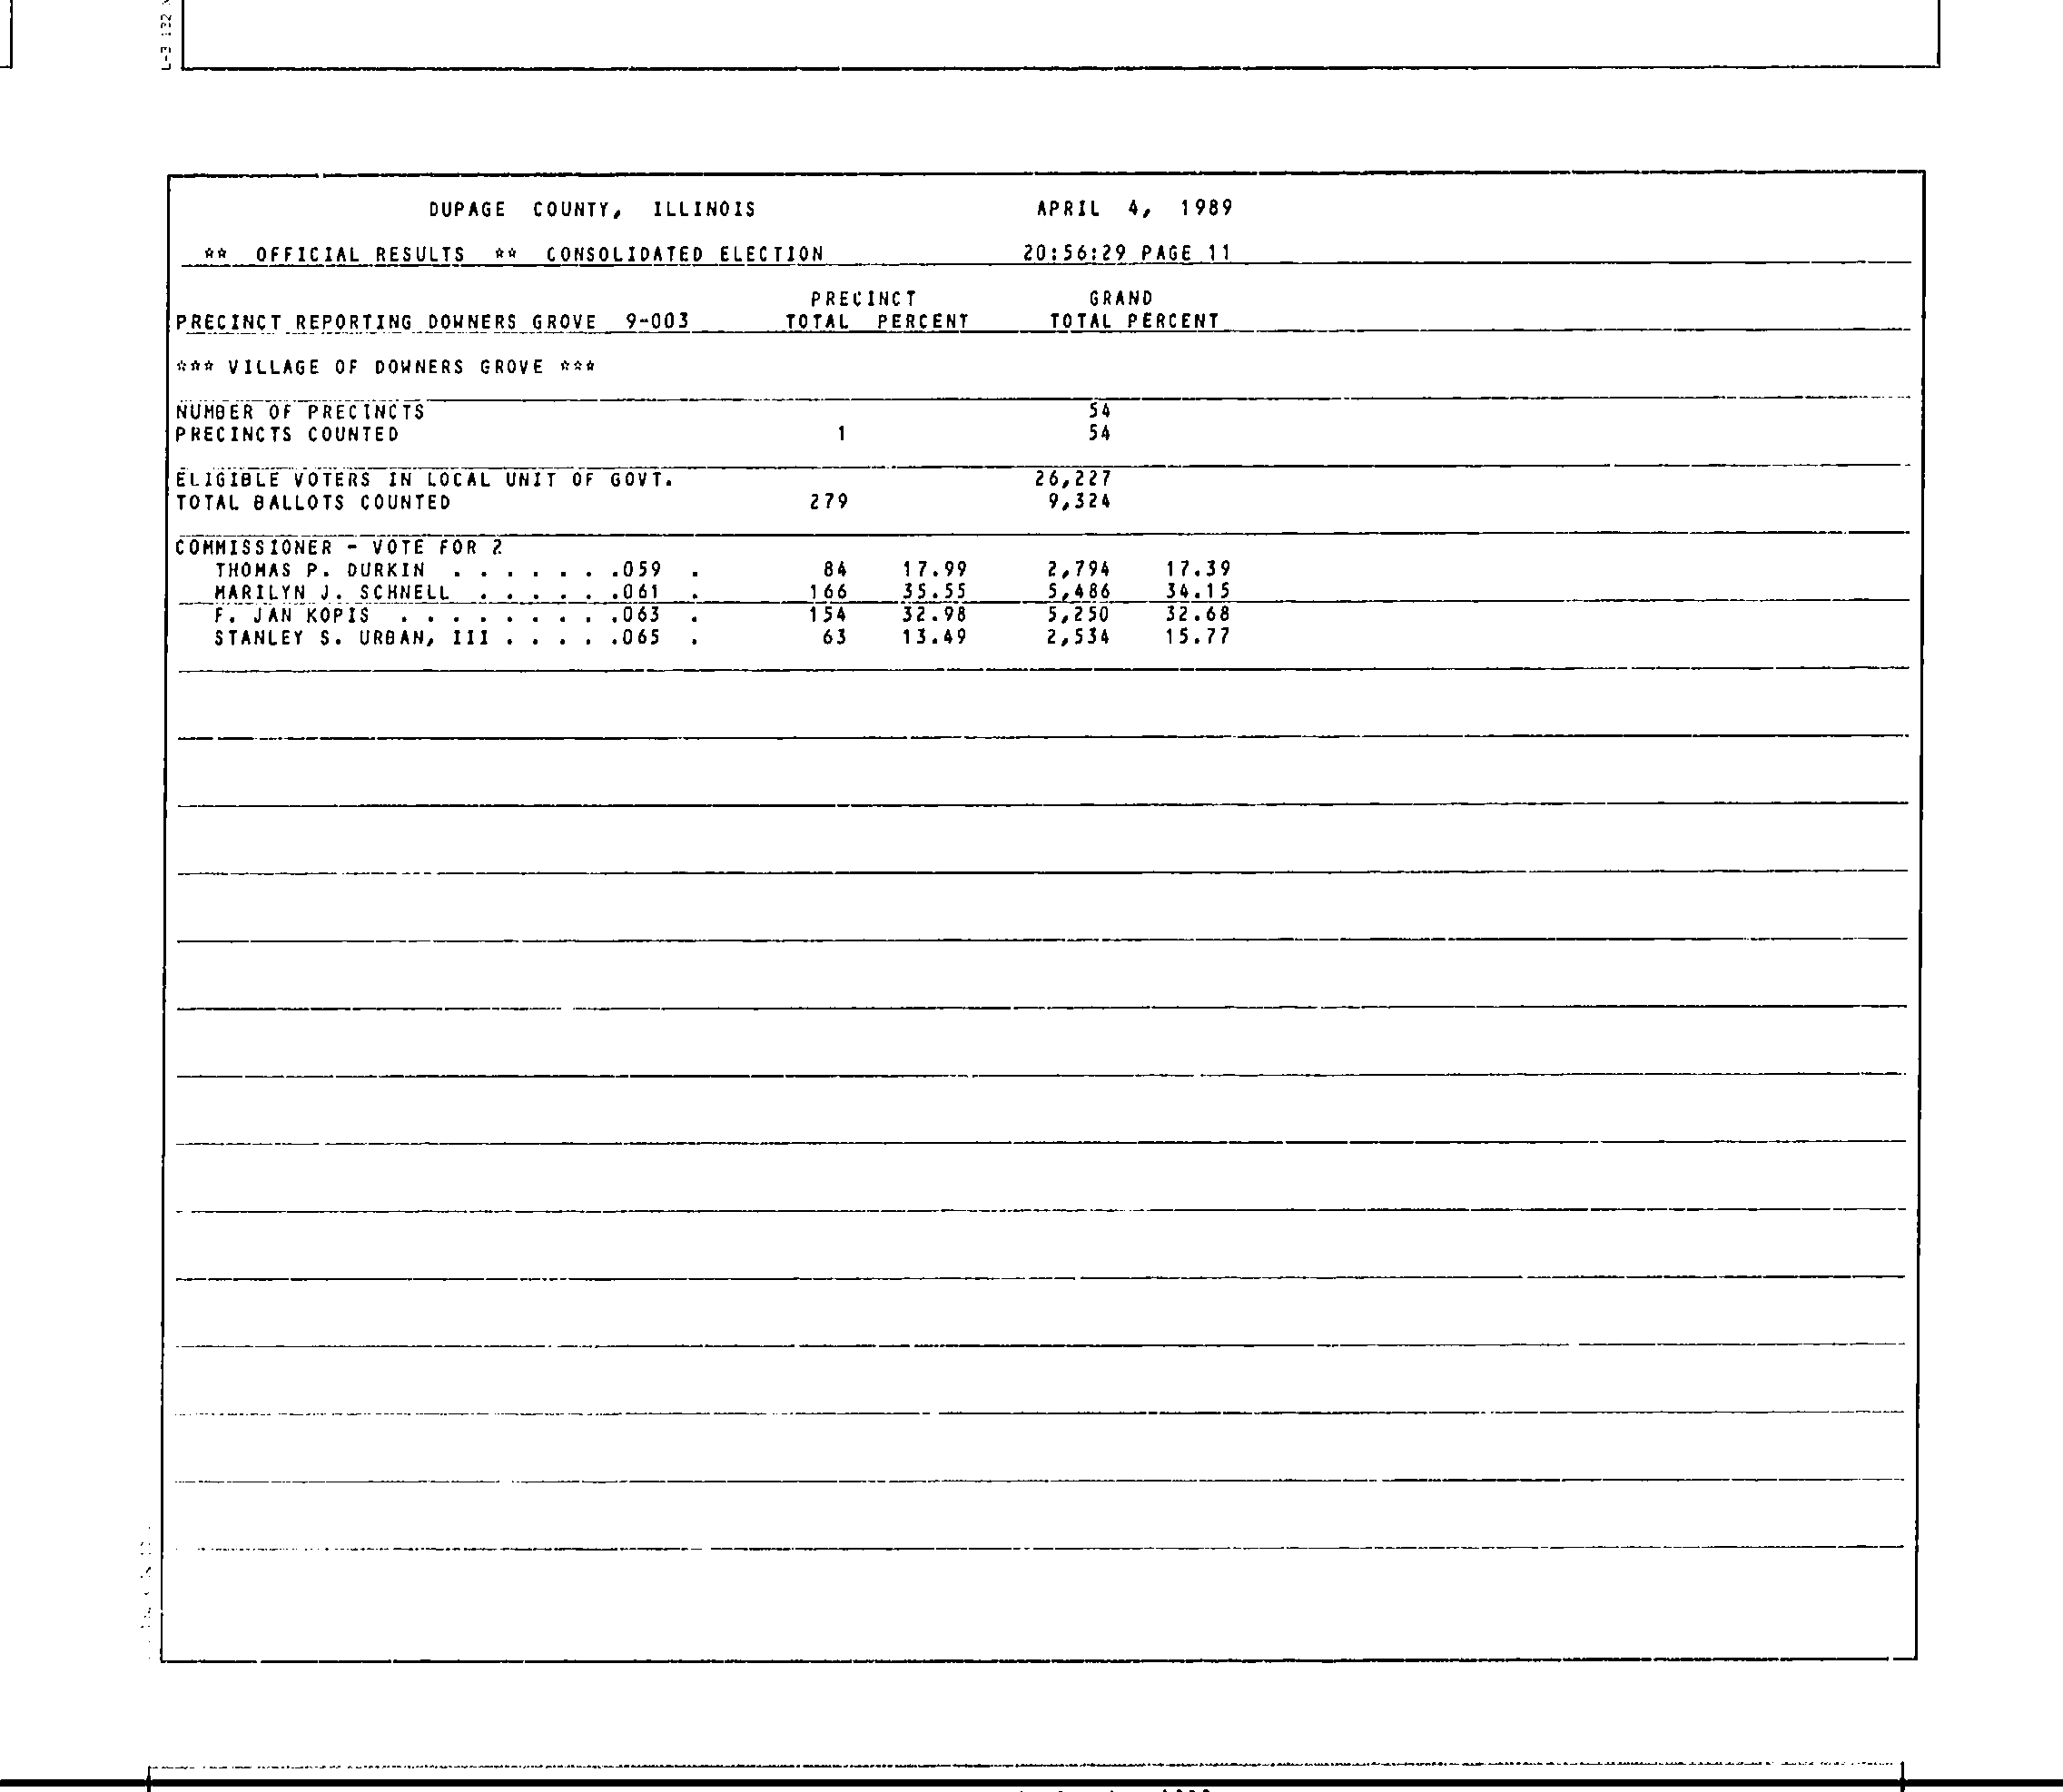 DUPAGE COUNTY, ILLINOIS APRIL 4, 1989
** OFFICIAL RESULTS ** CONSOLIDATED ELECTION 20:56:29 PAGE 11
PRECINCT GRAND
PRECINCT REPORTING DOWNERS GROVE 9-003 TOTAL PERCENT TOTAL PERCENT
*** VILLAGE OF DOWNERS GROVE ***
NUMBER OF PRECINCTS 54
PRECINCTS COUNTED 1 54
ELIGIBLE VOTERS IN LOCAL UNIT OF GOVT. 26,227
TOTAL BALLOTS COUNTED 279 9,324
COMMISSIONER - VOTE FOR 2
THOMAS P. DURKIN . . . . . . .059 . 84 17.99 2,794 17.39
MARILYN J. SCHNELL . . . . . .061 . 166 35.55 5,486 34.15
F. JAN KOPIS . . . . . . . . .063 . 154 32.98 5,250 32.68
STANLEY S. URBAN, III . . . . .065 . 63 13.49 2,534 15.77